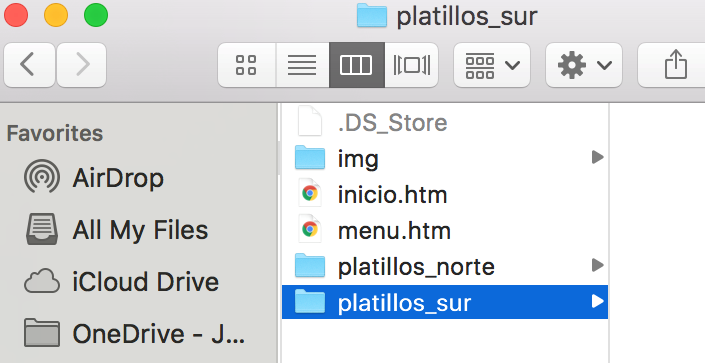 platillos_sur
Favorites
AirDrop
All My Files
iCloud Drive
OneDrive - J...
.DS_Store
img
inicio.htm
menu.htm
platillos_norte
platillos_sur